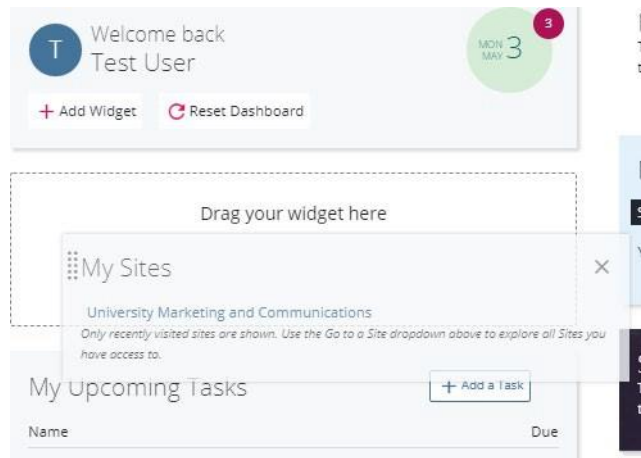 T
Welcome back
Test User
MON
MAY
3
3
+ Add Widget
Reset Dashboard
Drag your widget here
My Sites
University Marketing and Communications
Only recently visited sites are shown. Use the Go to a Site dropdown above to explore all Sites you
have access to.
My Upcoming Tasks
+ Add a Task
Name
Due